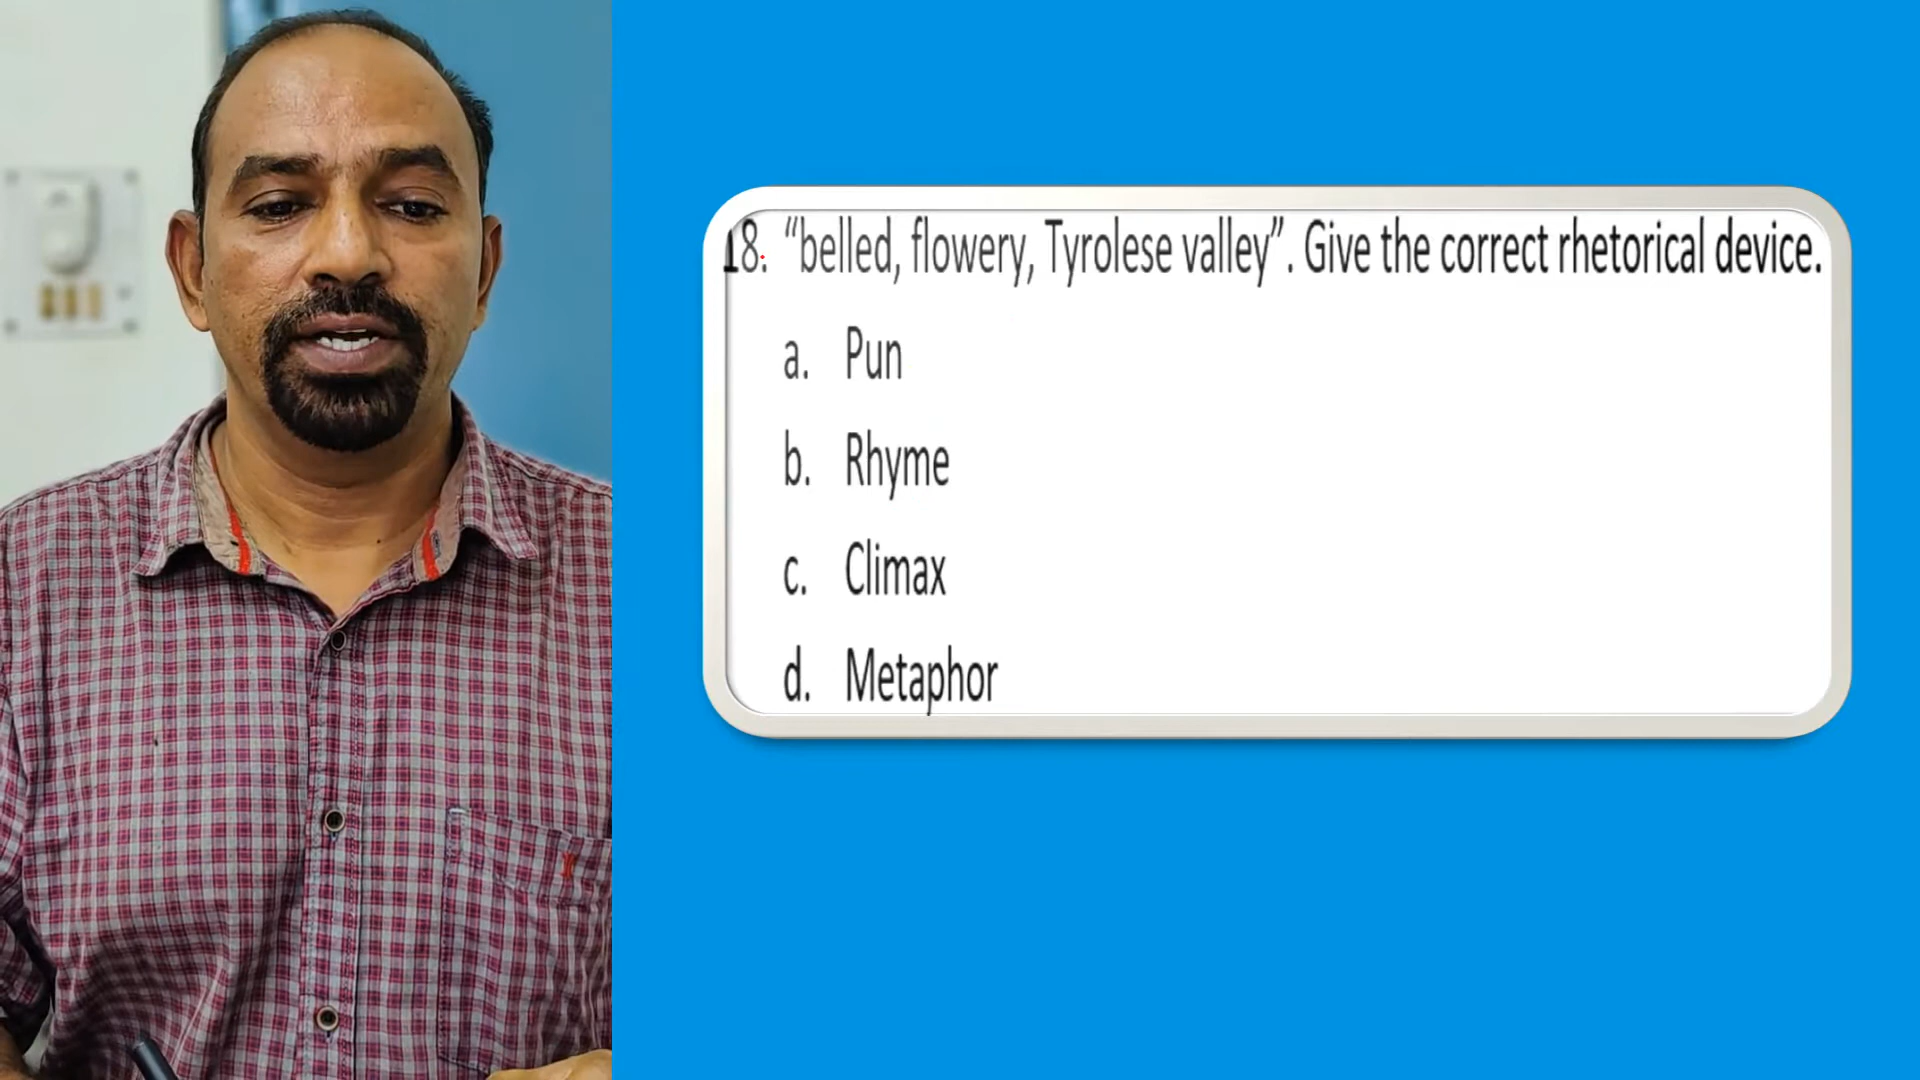 18. “belled, flowery, Tyrolese valley”. Give the correct rhetorical device.
a. Pun
b. Rhyme
c. Climax
d. Metaphor